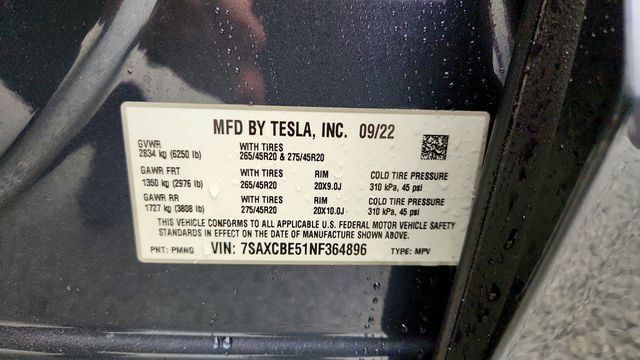 MFD BY TESLA, INC. 09/22
GVWR
2834 kg (6250 lb)
WITH TIRES
265/45R20 & 275/45R20
GAWR FRT
1350 kg (2976 lb)
WITH TIRES
265/45R20
RIM
20X9.0J
COLD TIRE PRESSURE
310 kPa, 45 psi
GAWR RR
1727 kg (3808 lb)
WITH TIRES
275/45R20
RIM
20X10.0J
COLD TIRE PRESSURE
310 kPa, 45 psi
THIS VEHICLE CONFORMS TO ALL APPLICABLE U.S. FEDERAL MOTOR VEHICLE SAFETY
STANDARDS IN EFFECT ON THE DATE OF MANUFACTURE SHOWN ABOVE.
PNT: PMNG VIN: 7SAXCBE51NF364896 TYPE: MPV